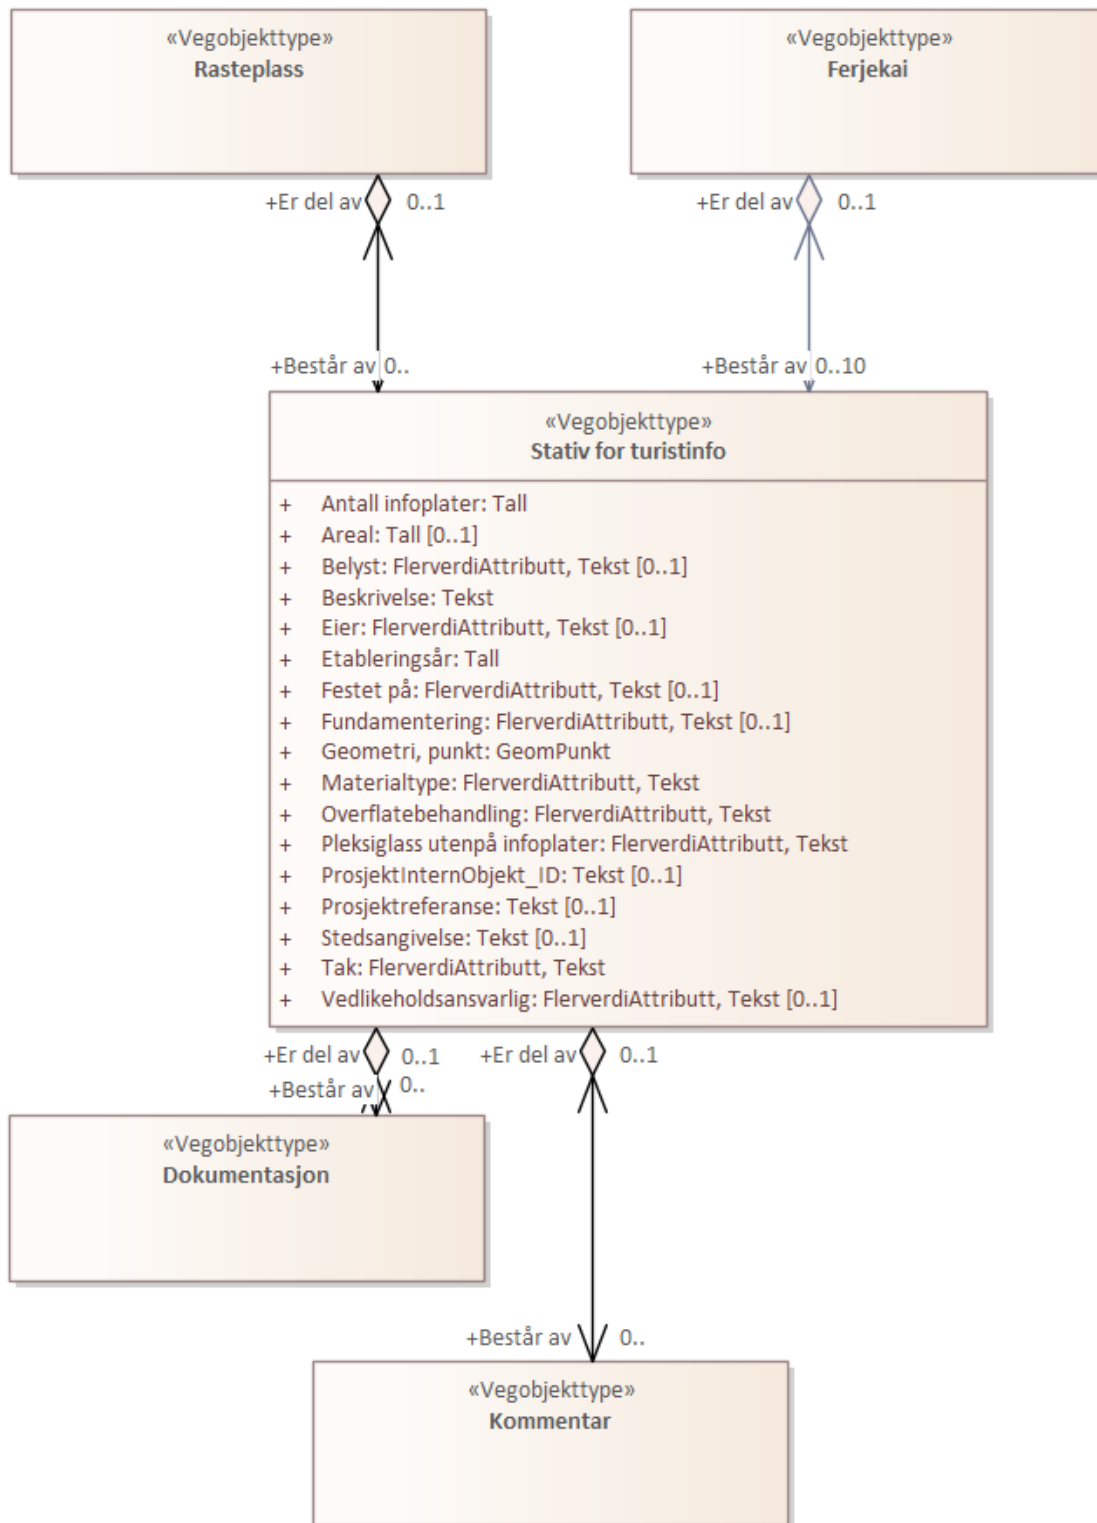 «Vegobjekttype»
Rasteplass
«Vegobjekttype»
Ferjekai
+Er del av 0..1
+Er del av 0..1
+Består av 0..
+Består av 0..10
«Vegobjekttype»
Stativ for turistinfo
+ Antall infoplater: Tall
+ Areal: Tall [0..1]
+ Belyst: FlerverdiAttributt, Tekst [0..1]
+ Beskrivelse: Tekst
+ Eier: FlerverdiAttributt, Tekst [0..1]
+ Etableringsår: Tall
+ Festet på: FlerverdiAttributt, Tekst [0..1]
+ Fundamentering: FlerverdiAttributt, Tekst [0..1]
+ Geometri, punkt: GeomPunkt
+ Materialtype: FlerverdiAttributt, Tekst
+ Overflatebehandling: FlerverdiAttributt, Tekst
+ Pleksiglass utenpå infoplater: FlerverdiAttributt, Tekst
+ ProsjektInternObjekt_ID: Tekst [0..1]
+ Prosjektreferanse: Tekst [0..1]
+ Stedsangivelse: Tekst [0..1]
+ Tak: FlerverdiAttributt, Tekst
+ Vedlikeholdsansvarlig: FlerverdiAttributt, Tekst [0..1]
+Er del av 0..1
+Er del av 0..1
+Består av 0..
«Vegobjekttype»
Dokumentasjon
+Består av 0..
«Vegobjekttype»
Kommentar